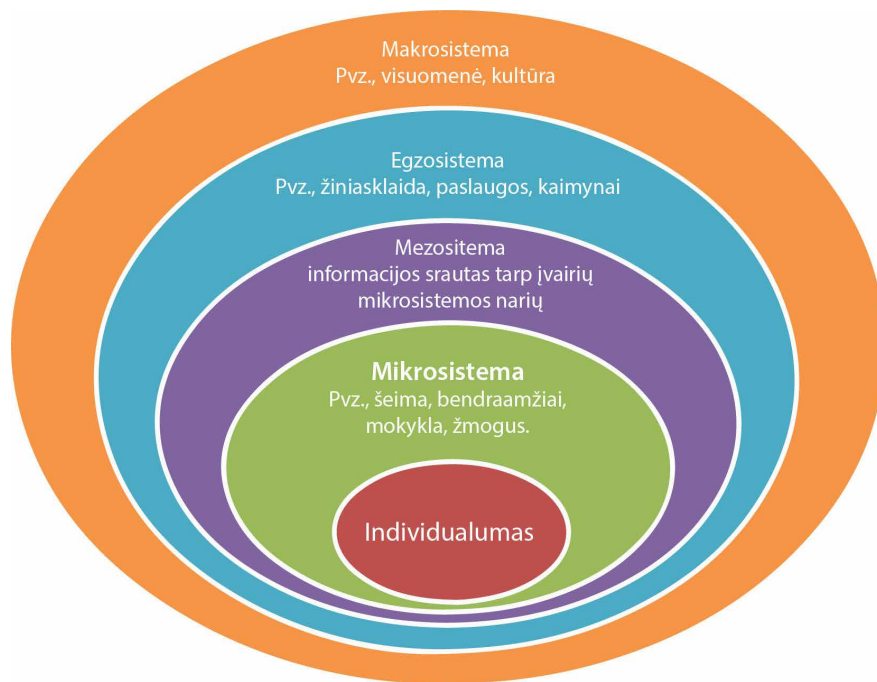 Makrosistema
Pvz., visuomenė, kultūra
Egzosistema
Pvz., žiniasklaida, paslaugos, kaimynai
Mezositema
informacijos srautas tarp įvairių
mikrosistemos narių
Mikrosistema
Pvz., šeima, bendraamžiai,
mokykla, žmogus.
Individualumas